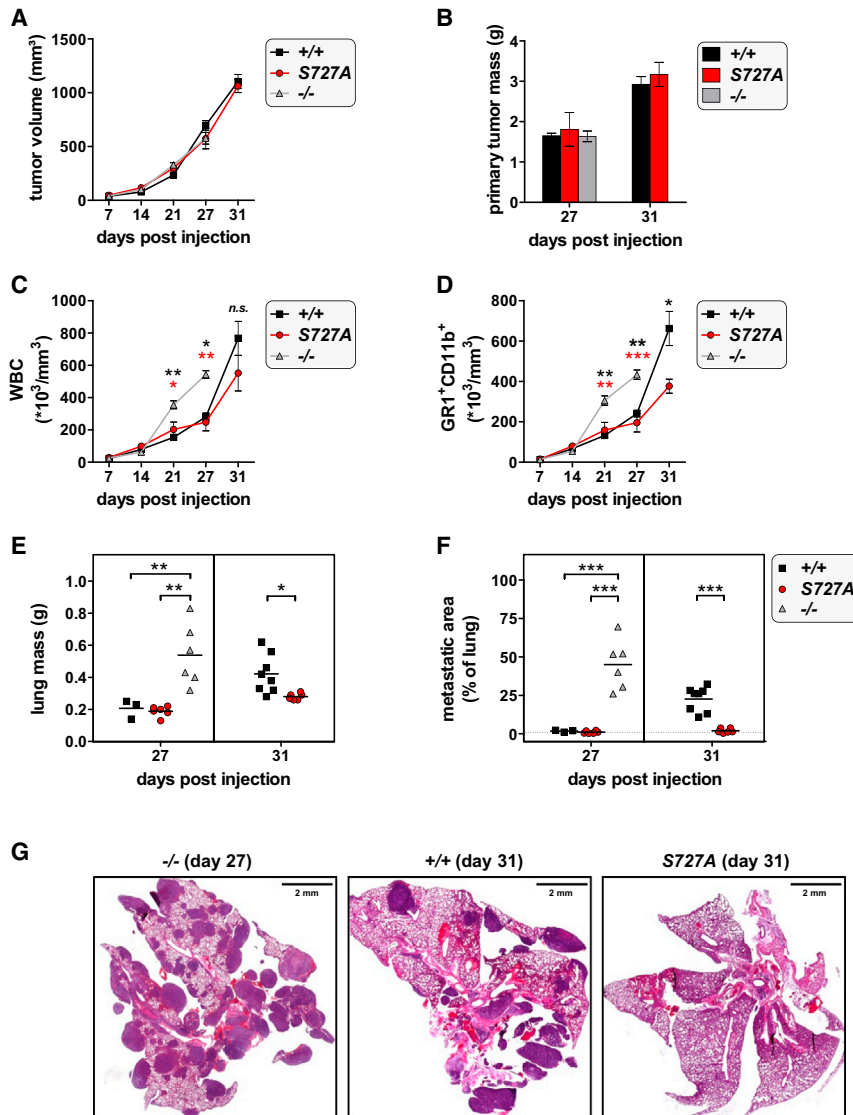 A
tumor volume (mm³)
1500
1000
500
0
7 14 21 27 31
days post injection
+/+
S727A
-/-
B
primary tumor mass (g)
4
3
2
1
0
27 31
days post injection
+/+
S727A
-/-
C
WBC
(*10³/mm³)
1000
800
600
400
200
0
** * n.s.
* **
7 14 21 27 31
days post injection
+/+
S727A
-/-
D
GR1⁺CD11b⁺
(*10³/mm³)
800
600
400
200
0
** ** *
** ***
7 14 21 27 31
days post injection
+/+
S727A
-/-
E
lung mass (g)
1.0
0.8
0.6
0.4
0.2
0.0
**
**
*
27 31
days post injection
F
metastatic area
(% of lung)
100
75
50
25
0
***
***
***
27 31
days post injection
+/+
S727A
-/-
G
-/- (day 27)
2 mm
+/+ (day 31)
2 mm
S727A (day 31)
2 mm